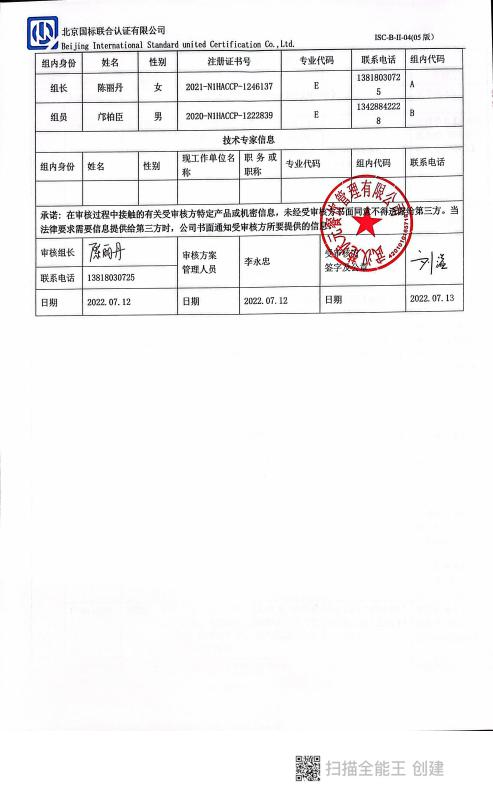 北京国标联合认证有限公司
Beijing International Standard united Certification Co.,Ltd.
ISC-B-II-04(05 版)
组内身份 姓名 性别 注册证书号 专业代码 联系电话 组内代码
组长 陈丽丹 女 2021-N1HACCP-1246137 E 13818030725 A
组员 邝柏臣 男 2020-N1HACCP-1222839 E 13428842228 B
技术专家信息
组内身份 姓名 性别 现工作单位名称 职务或职称 专业代码 组内代码 联系电话
承诺：在审核过程中接触的有关受审核方特定产品或机密信息，未经受审核方书面同意不得透露给第三方。当
法律要求需要信息提供给第三方时，公司书面通知受审核方所要提供的信息
审核组长 陈丽丹 审核方案管理人员 李永忠 受审核方签字及公章
联系电话 13818030725
日期 2022.07.12 日期 2022.07.12 日期 2022.07.13
管理有限公司
扫描全能王 创建